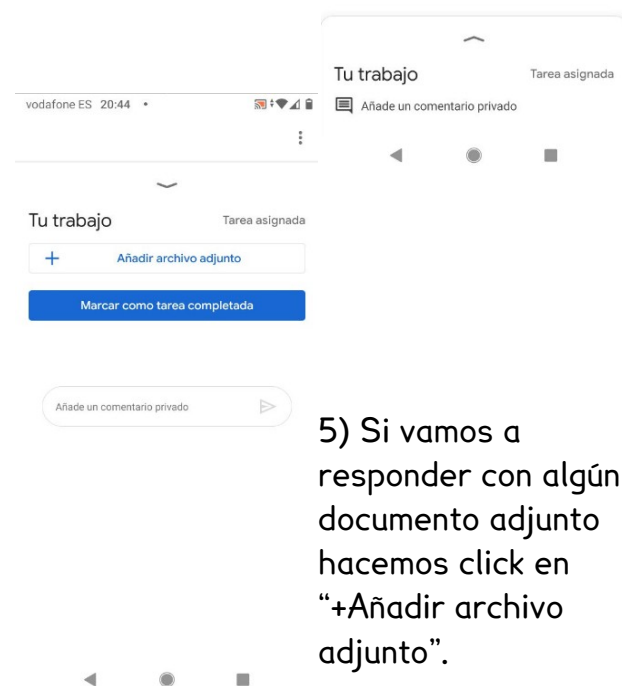 Tu trabajo Tarea asignada
Añade un comentario privado
vodafone ES 20:44
Tu trabajo Tarea asignada
+ Añadir archivo adjunto
Marcar como tarea completada
Añade un comentario privado
5) Si vamos a
responder con algún
documento adjunto
hacemos click en
“+Añadir archivo
adjunto”.